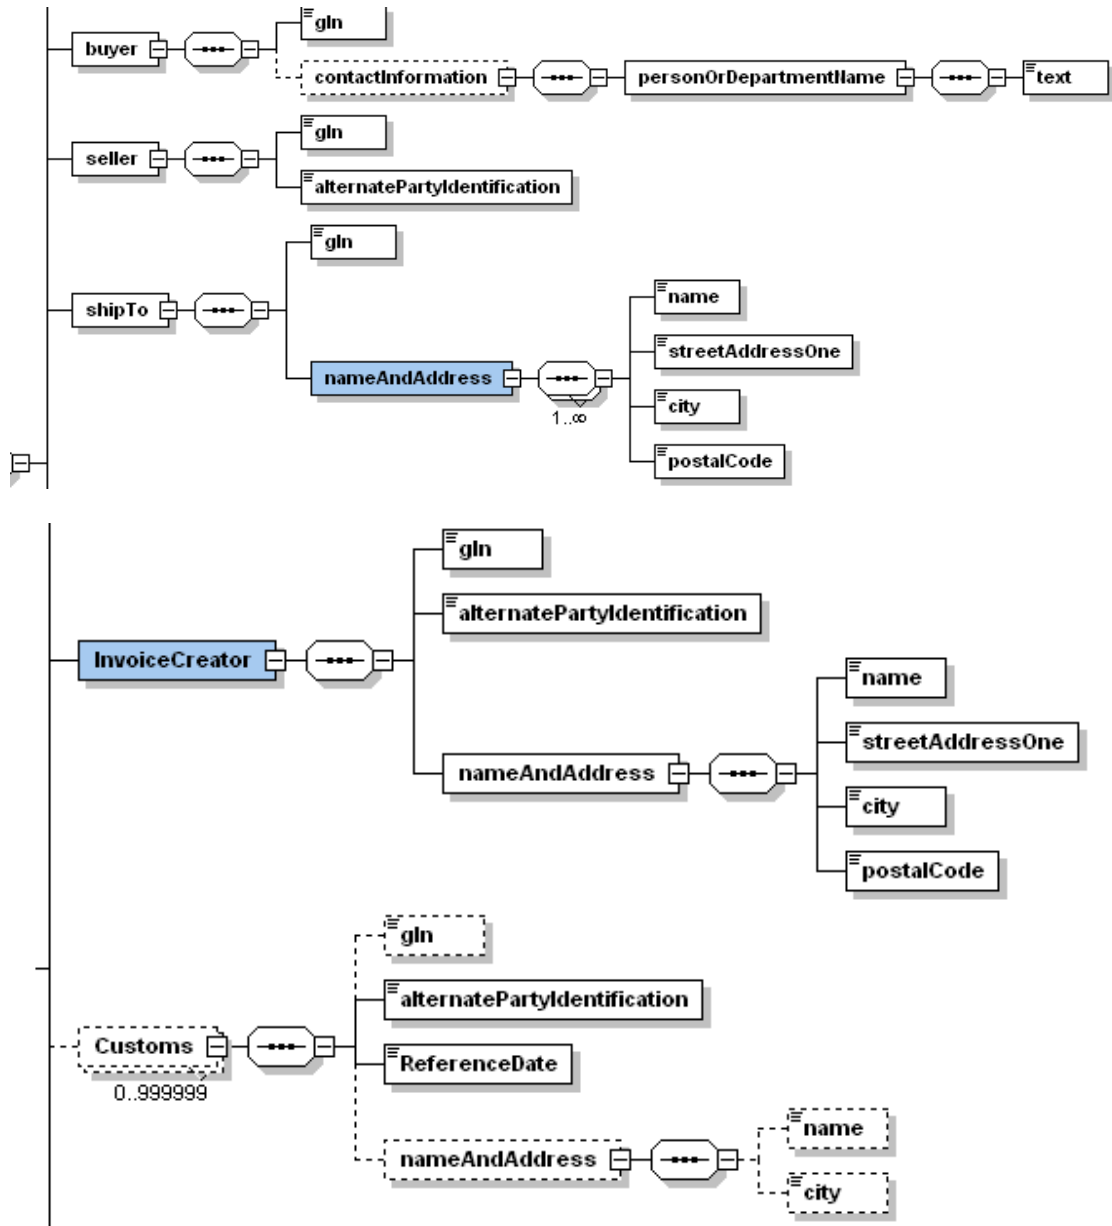 gln
buyer
contactInformation personOrDepartmentName text
gln
seller
alternatePartyIdentification
gln
name
shipTo
streetAddressOne
nameAndAddress
city
1..∞
postalCode
gln
alternatePartyIdentification
InvoiceCreator
name
streetAddressOne
nameAndAddress
city
postalCode
gln
alternatePartyIdentification
Customs
ReferenceDate
0..999999
name
nameAndAddress
city